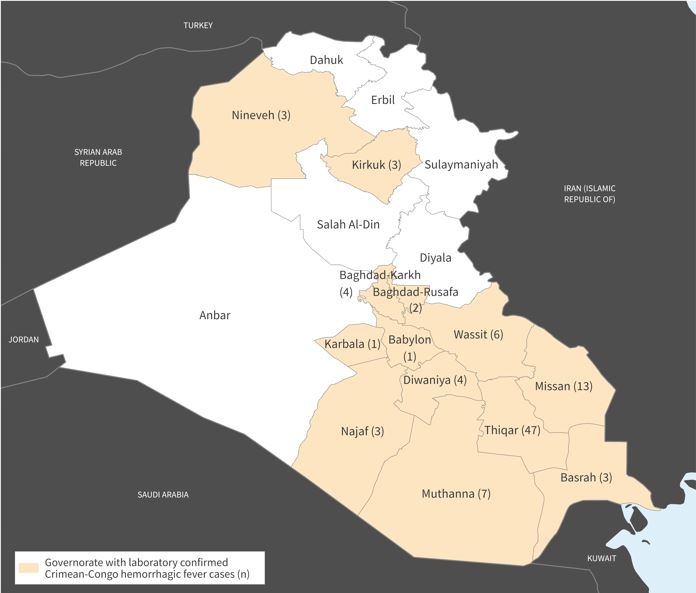 TURKEY
Dahuk
Erbil
Nineveh (3)
SYRIAN ARAB
REPUBLIC
Kirkuk (3)
Sulaymaniyah
IRAN (ISLAMIC
REPUBLIC OF)
Salah Al-Din
Diyala
Baghdad-Karkh
(4)
Baghdad-Rusafa
(2)
Anbar
JORDAN
Karbala (1)
Babylon
(1)
Wassit (6)
Diwaniya (4)
Missan (13)
Najaf (3)
Thiqar (47)
Basrah (3)
Muthanna (7)
SAUDI ARABIA
KUWAIT
Governorate with laboratory confirmed
Crimean-Congo hemorrhagic fever cases (n)